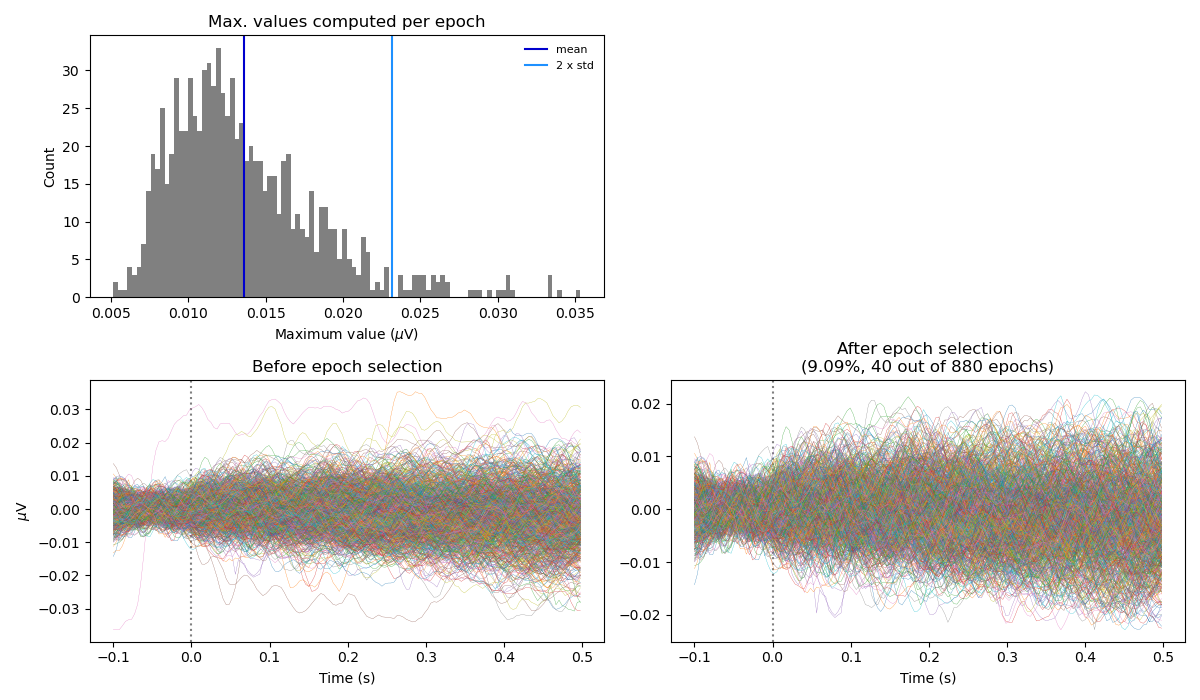 Max. values computed per epoch
mean
2 x std
Count
30
25
20
15
10
5
0
0.005 0.010 0.015 0.020 0.025 0.030 0.035
Maximum value (μV)
Before epoch selection
μV
0.03
0.02
0.01
0.00
−0.01
−0.02
−0.03
−0.1 0.0 0.1 0.2 0.3 0.4 0.5
Time (s)
After epoch selection
(9.09%, 40 out of 880 epochs)
0.02
0.01
0.00
−0.01
−0.02
−0.1 0.0 0.1 0.2 0.3 0.4 0.5
Time (s)